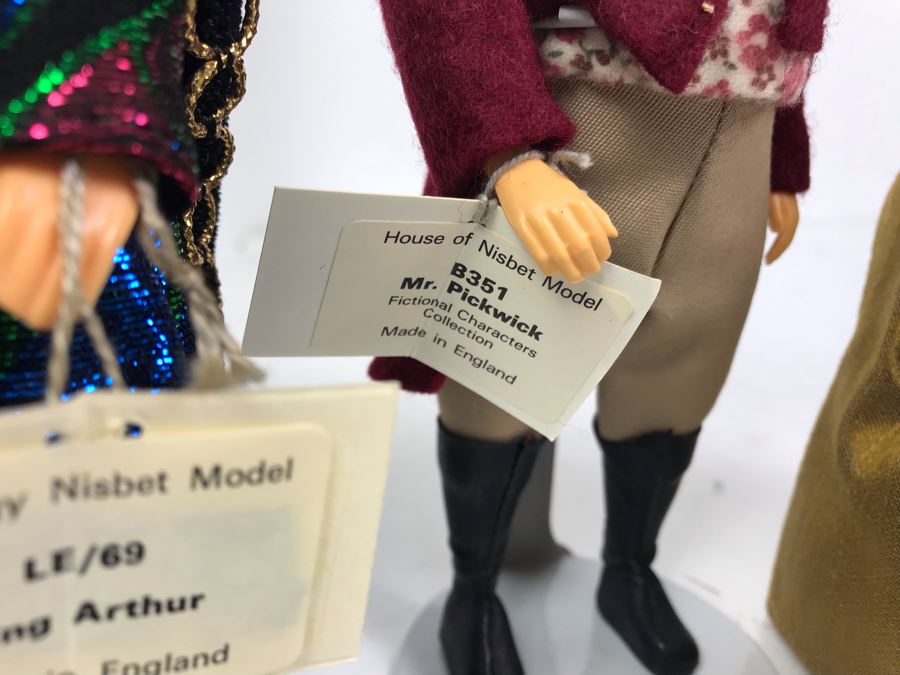 House of Nisbet Model
B351
Mr. Pickwick
Fictional Characters
Collection
Made in England
Nisbet Model
LE/69
Arthur
England